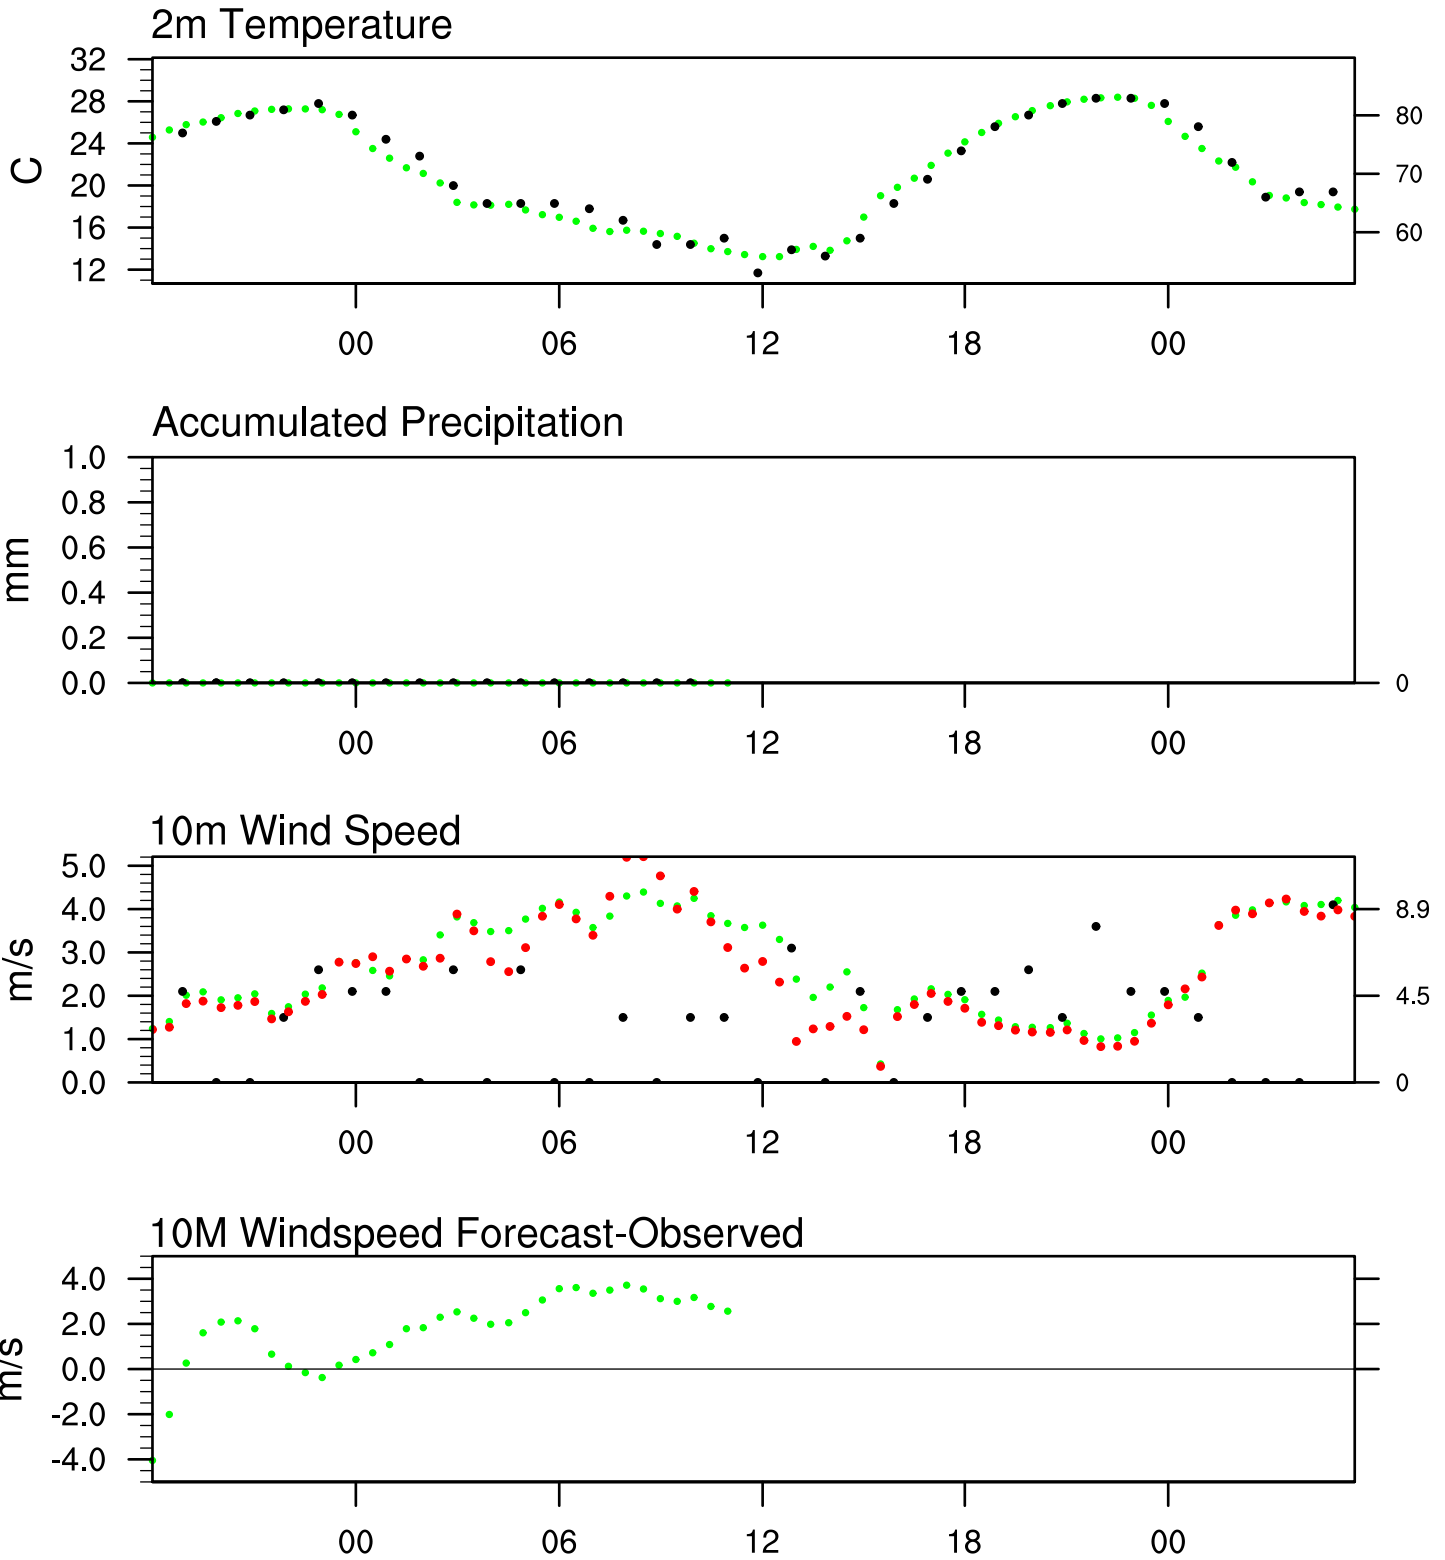 2m Temperature
32
28
24
20
16
12
C
80
70
60
00 06 12 18 00
Accumulated Precipitation
1.0
0.8
0.6
0.4
0.2
0.0
mm
0
00 06 12 18 00
10m Wind Speed
5.0
4.0
3.0
2.0
1.0
0.0
m/s
8.9
4.5
0
00 06 12 18 00
10M Windspeed Forecast-Observed
4.0
2.0
0.0
-2.0
-4.0
m/s
00 06 12 18 00